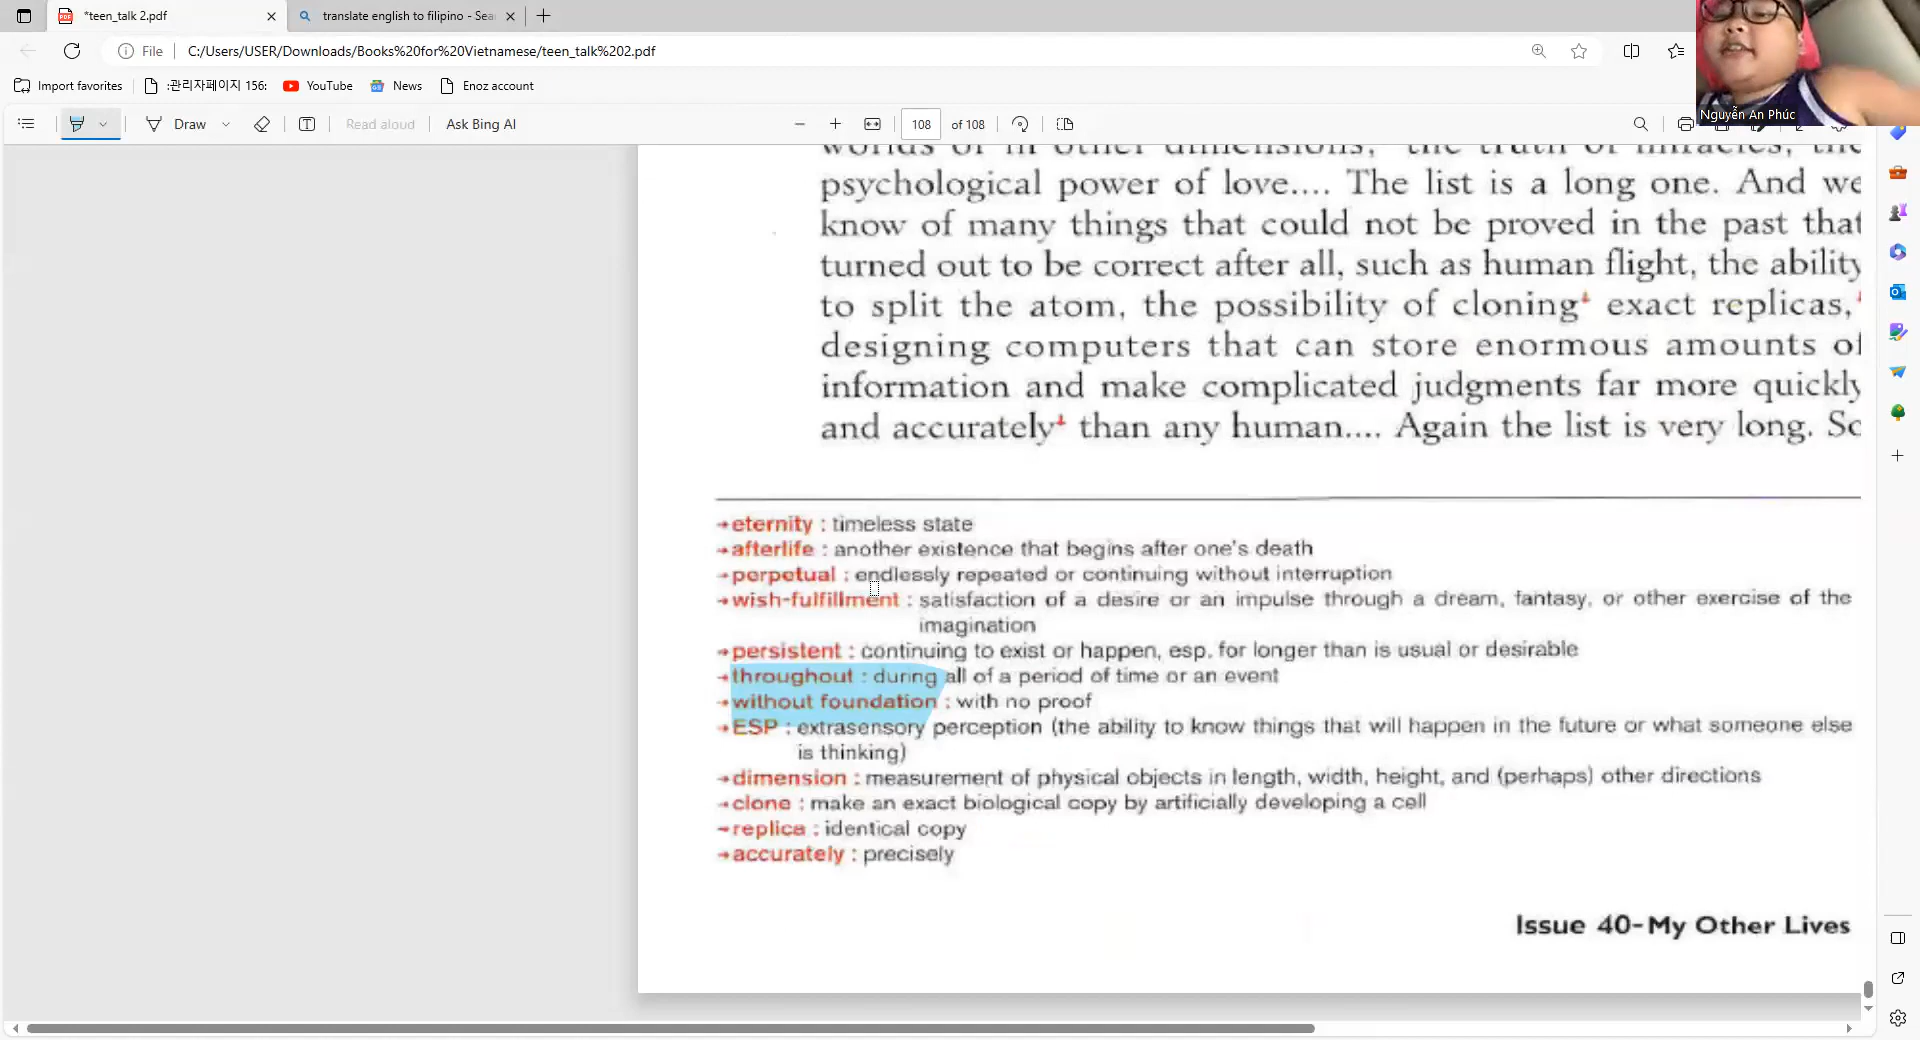 *teen_talk 2.pdf
translate english to filipino - Sea
File
C:/Users/USER/Downloads/Books%20for%20Vietnamese/teen_talk%202.pdf
Import favorites
:관리자페이지 156:
YouTube
News
Enoz account
Nguyễn An Phúc
Draw
Read aloud
Ask Bing AI
108
of 108
worlds or in other dimensions, the truth of miracles, the
psychological power of love.... The list is a long one. And we
know of many things that could not be proved in the past that
turned out to be correct after all, such as human flight, the ability
to split the atom, the possibility of cloning exact replicas,
designing computers that can store enormous amounts of
information and make complicated judgments far more quickly
and accurately than any human.... Again the list is very long. So
→eternity : timeless state
→afterlife : another existence that begins after one's death
→perpetual : endlessly repeated or continuing without interruption
→wish-fulfillment : satisfaction of a desire or an impulse through a dream, fantasy, or other exercise of the
imagination
→persistent : continuing to exist or happen, esp. for longer than is usual or desirable
→throughout : during all of a period of time or an event
→without foundation : with no proof
→ESP : extrasensory perception (the ability to know things that will happen in the future or what someone else
is thinking)
→dimension : measurement of physical objects in length, width, height, and (perhaps) other directions
→clone : make an exact biological copy by artificially developing a cell
→replica : identical copy
→accurately : precisely
Issue 40-My Other Lives